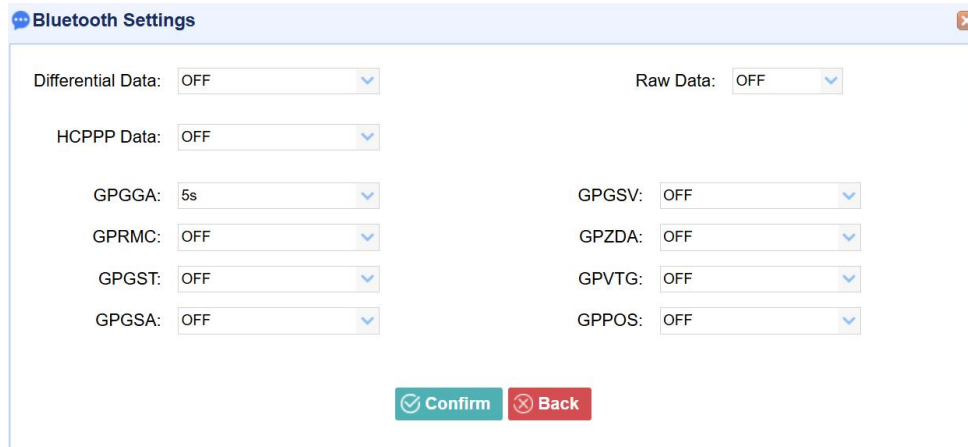 Bluetooth Settings
Differential Data: OFF Raw Data: OFF
HCPPP Data: OFF
GPGGA: 5s GPGSV: OFF
GPRMC: OFF GPZDA: OFF
GPGST: OFF GPVTG: OFF
GPGSA: OFF GPPOS: OFF
Confirm Back